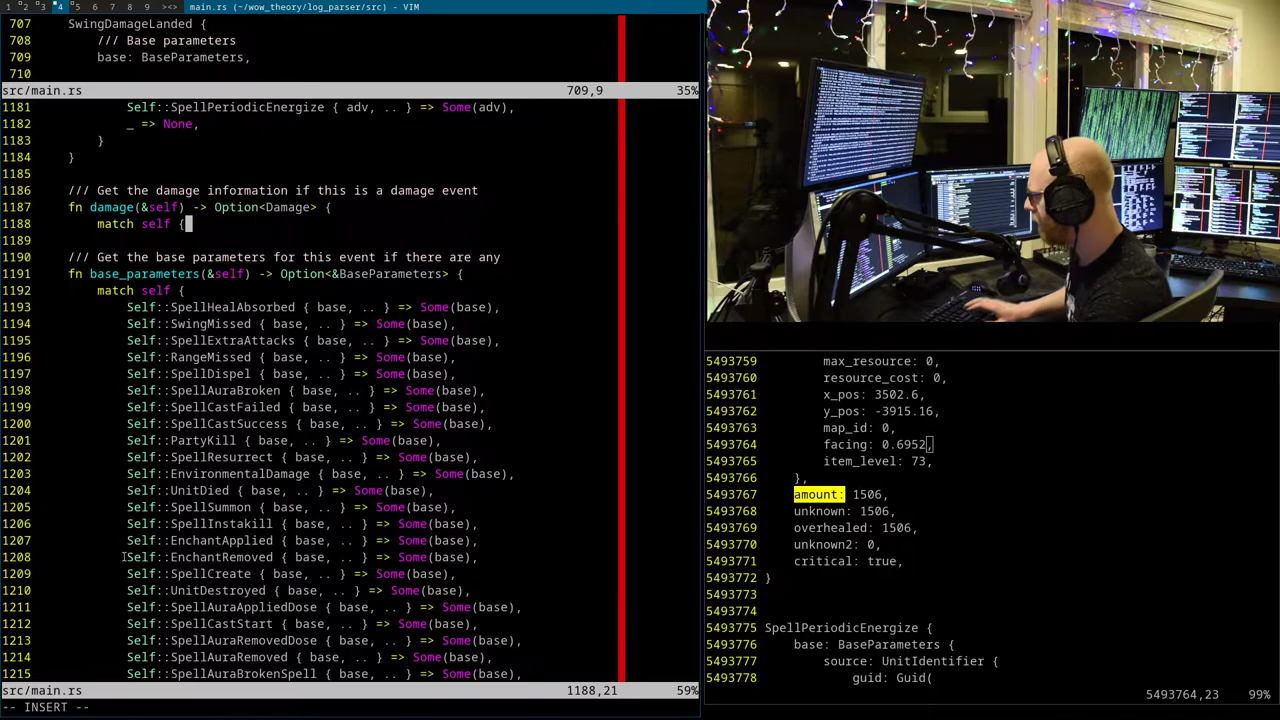 1 2 3 4 5 6 7 8 9 ><> main.rs (~/wow_theory/log_parser/src) - VIM
707 SwingDamageLanded {
708 /// Base parameters
709 base: BaseParameters,
710
src/main.rs 709,9 35%
1181 Self::SpellPeriodicEnergize { adv, .. } => Some(adv),
1182 _ => None,
1183 }
1184 }
1185
1186 /// Get the damage information if this is a damage event
1187 fn damage(&self) -> Option<Damage> {
1188 match self {
1189
1190 /// Get the base parameters for this event if there are any
1191 fn base_parameters(&self) -> Option<&BaseParameters> {
1192 match self {
1193 Self::SpellHealAbsorbed { base, .. } => Some(base),
1194 Self::SwingMissed { base, .. } => Some(base),
1195 Self::SpellExtraAttacks { base, .. } => Some(base),
1196 Self::RangeMissed { base, .. } => Some(base),
1197 Self::SpellDispel { base, .. } => Some(base),
1198 Self::SpellAuraBroken { base, .. } => Some(base),
1199 Self::SpellCastFailed { base, .. } => Some(base),
1200 Self::SpellCastSuccess { base, .. } => Some(base),
1201 Self::PartyKill { base, .. } => Some(base),
1202 Self::SpellResurrect { base, .. } => Some(base),
1203 Self::EnvironmentalDamage { base, .. } => Some(base),
1204 Self::UnitDied { base, .. } => Some(base),
1205 Self::SpellSummon { base, .. } => Some(base),
1206 Self::SpellInstakill { base, .. } => Some(base),
1207 Self::EnchantApplied { base, .. } => Some(base),
1208 Self::EnchantRemoved { base, .. } => Some(base),
1209 Self::SpellCreate { base, .. } => Some(base),
1210 Self::UnitDestroyed { base, .. } => Some(base),
1211 Self::SpellAuraAppliedDose { base, .. } => Some(base),
1212 Self::SpellCastStart { base, .. } => Some(base),
1213 Self::SpellAuraRemovedDose { base, .. } => Some(base),
1214 Self::SpellAuraRemoved { base, .. } => Some(base),
1215 Self::SpellAuraBrokenSpell { base, .. } => Some(base),
src/main.rs 1188,21 59%
-- INSERT --
5493759 max_resource: 0,
5493760 resource_cost: 0,
5493761 x_pos: 3502.6,
5493762 y_pos: -3915.16,
5493763 map_id: 0,
5493764 facing: 0.6952,
5493765 item_level: 73,
5493766 },
5493767 amount: 1506,
5493768 unknown: 1506,
5493769 overhealed: 1506,
5493770 unknown2: 0,
5493771 critical: true,
5493772 }
5493773
5493774
5493775 SpellPeriodicEnergize {
5493776 base: BaseParameters {
5493777 source: UnitIdentifier {
5493778 guid: Guid(
5493764,23 99%